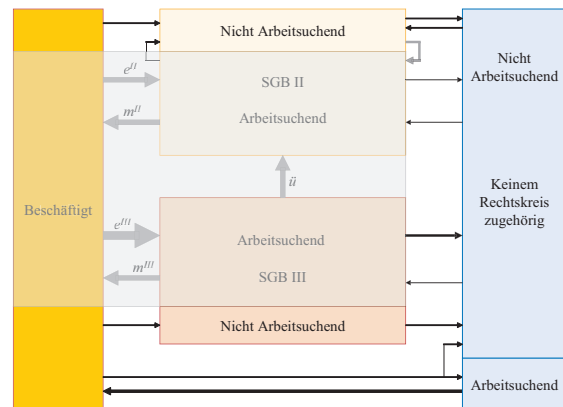 Nicht Arbeitsuchend
e^II
SGB II
m^II
Arbeitsuchend
ü
Beschäftigt
e^III
Arbeitsuchend
m^III
SGB III
Nicht Arbeitsuchend
Nicht
Arbeitsuchend
Keinem
Rechtskreis
zugehörig
Arbeitsuchend